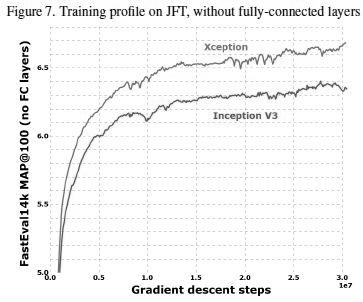 Figure 7. Training profile on JFT, without fully-connected layers
FastEval14k MAP@100 (no FC layers)
6.5
6.0
5.5
5.0
Xception
Inception V3
0.0 0.5 1.0 1.5 2.0 2.5 3.0
1e7
Gradient descent steps